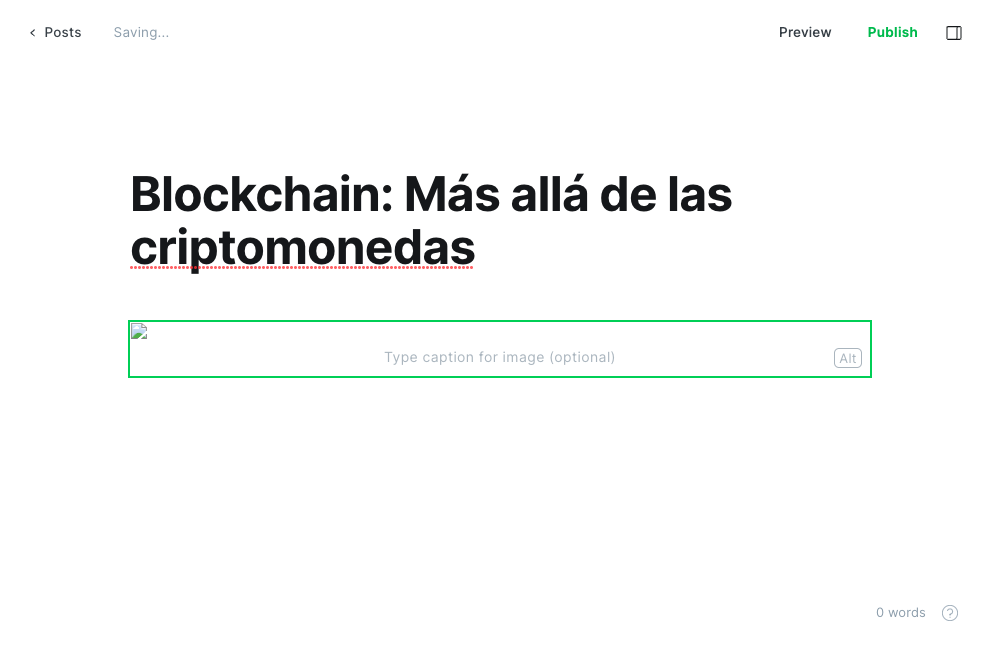 Posts
Saving...
Preview
Publish
Blockchain: Más allá de las
criptomonedas
Type caption for image (optional)
Alt
0 words
?